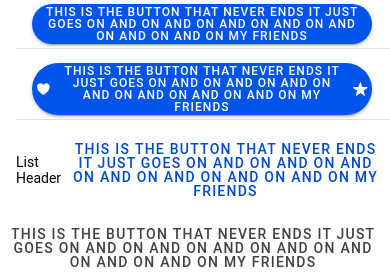 THIS IS THE BUTTON THAT NEVER ENDS IT JUST
GOES ON AND ON AND ON AND ON AND ON AND
ON AND ON AND ON AND ON MY FRIENDS
THIS IS THE BUTTON THAT NEVER ENDS IT
JUST GOES ON AND ON AND ON AND ON
AND ON AND ON AND ON AND ON MY
FRIENDS
List
Header
THIS IS THE BUTTON THAT NEVER ENDS
IT JUST GOES ON AND ON AND ON AND
ON AND ON AND ON AND ON AND ON MY
FRIENDS
THIS IS THE BUTTON THAT NEVER ENDS IT JUST
GOES ON AND ON AND ON AND ON AND ON AND
ON AND ON AND ON AND ON MY FRIENDS